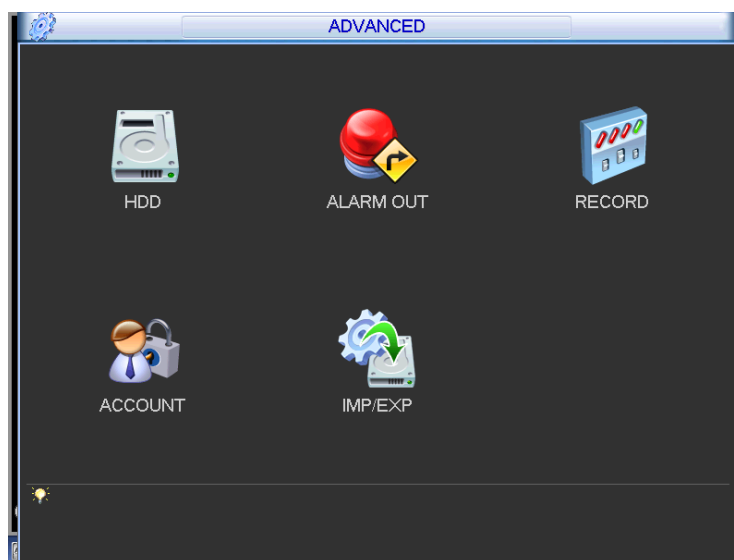 ADVANCED
HDD
ALARM OUT
RECORD
ACCOUNT
IMP/EXP